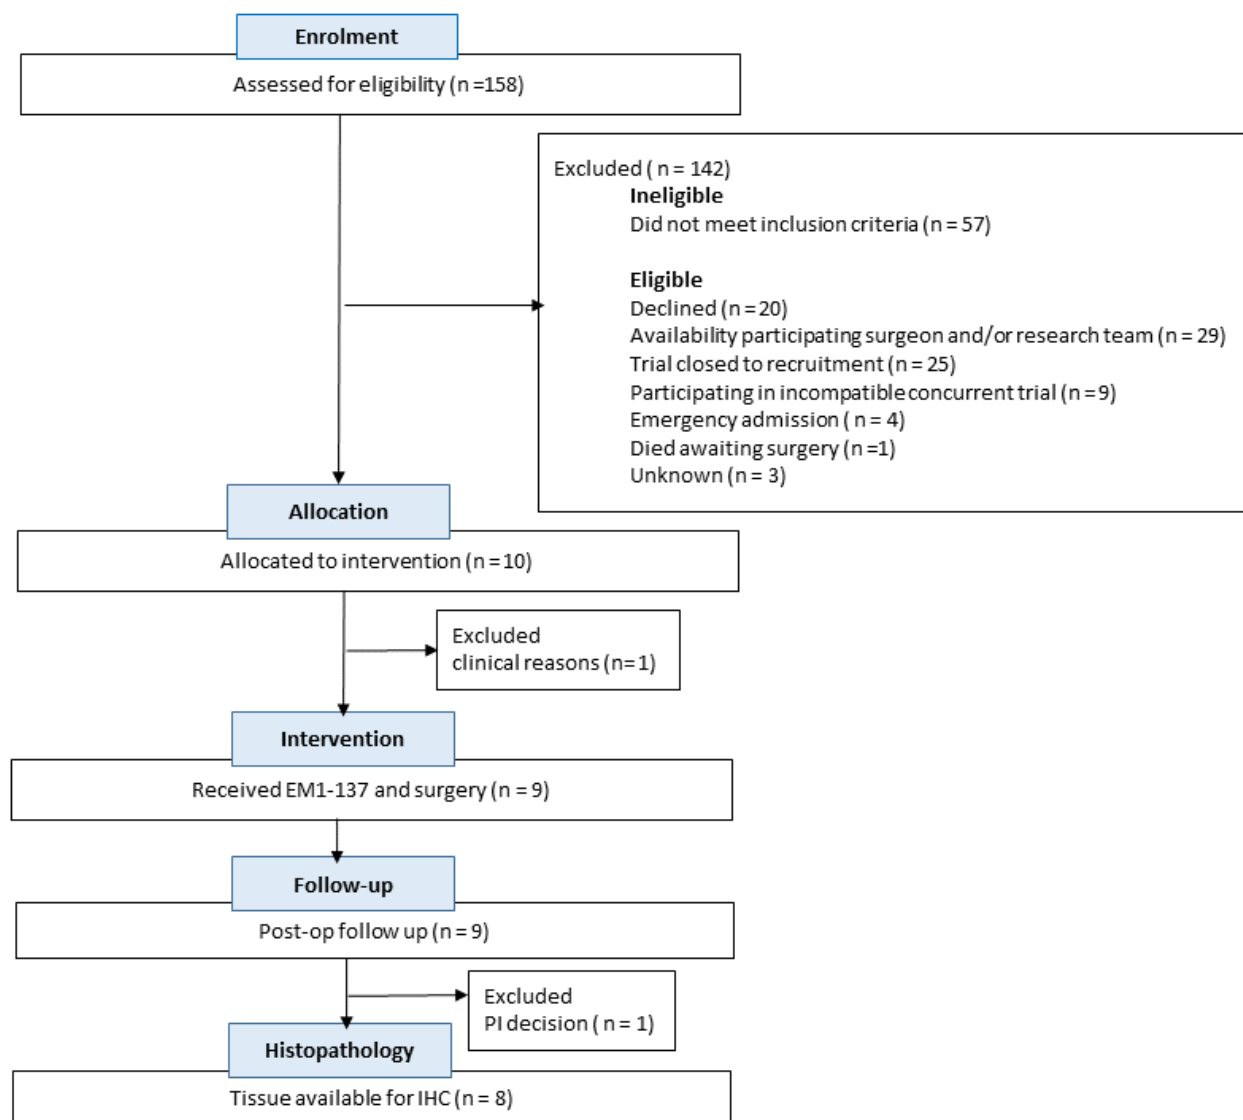 Enrolment
Assessed for eligibility (n =158)
Excluded ( n = 142)
Ineligible
Did not meet inclusion criteria (n = 57)
Eligible
Declined (n = 20)
Availability participating surgeon and/or research team (n = 29)
Trial closed to recruitment (n = 25)
Participating in incompatible concurrent trial (n = 9)
Emergency admission ( n = 4)
Died awaiting surgery (n =1)
Unknown (n = 3)
Allocation
Allocated to intervention (n = 10)
Excluded
clinical reasons (n= 1)
Intervention
Received EM1-137 and surgery (n = 9)
Follow-up
Post-op follow up (n = 9)
Excluded
PI decision ( n = 1)
Histopathology
Tissue available for IHC (n = 8)